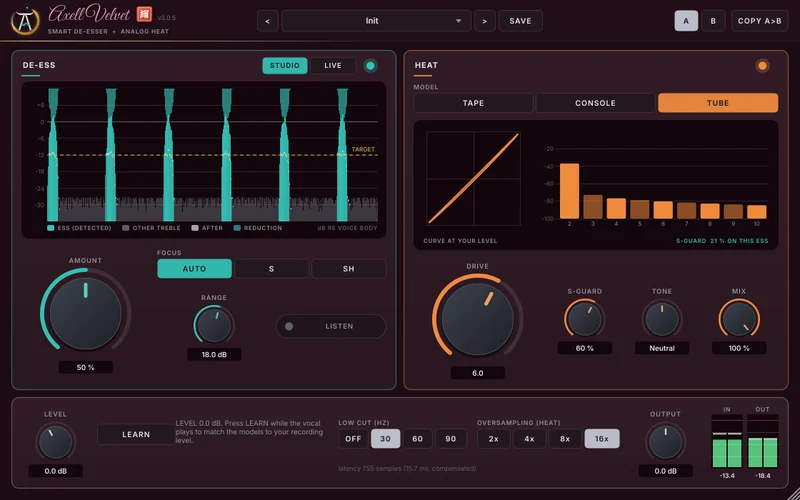 Axell Velvet
v3.0.5
SMART DE-ESSER + ANALOG HEAT
<
Init
>
SAVE
A
B
COPY A>B
DE-ESS
STUDIO
LIVE
+6
0
-6
-12
-18
-24
-30
TARGET
ESS (DETECTED)
OTHER TREBLE
AFTER
REDUCTION
dB RE VOICE BODY
AMOUNT
50 %
FOCUS
AUTO
S
SH
RANGE
18.0 dB
LISTEN
HEAT
MODEL
TAPE
CONSOLE
TUBE
-20
-40
-60
-80
-100
2 3 4 5 6 7 8 9 10
CURVE AT YOUR LEVEL
S-GUARD 21 % ON THIS ESS
DRIVE
6.0
S-GUARD
60 %
TONE
Neutral
MIX
100 %
LEVEL
0.0 dB
LEARN
LEVEL 0.0 dB. Press LEARN while the vocal
plays to match the models to your recording
level.
LOW CUT (HZ)
OFF
30
60
90
OVERSAMPLING (HEAT)
2x
4x
8x
16x
latency 755 samples (15.7 ms, compensated)
OUTPUT
0.0 dB
IN
OUT
-13.4
-18.4